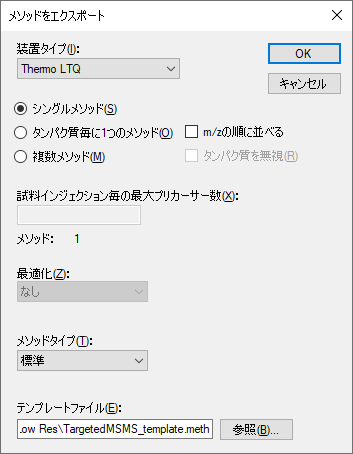 メソッドをエクスポート
装置タイプ(I):
Thermo LTQ
OK
キャンセル
シングルメソッド(S)
タンパク質毎に1つのメソッド(O)
m/zの順に並べる
複数メソッド(M)
タンパク質を無視(R)
試料インジェクション毎の最大プリカーサー数(X):
メソッド: 1
最適化(Z):
なし
メソッドタイプ(T):
標準
テンプレートファイル(E):
.ow Res\TargetedMSMS_template.meth
参照(B)...